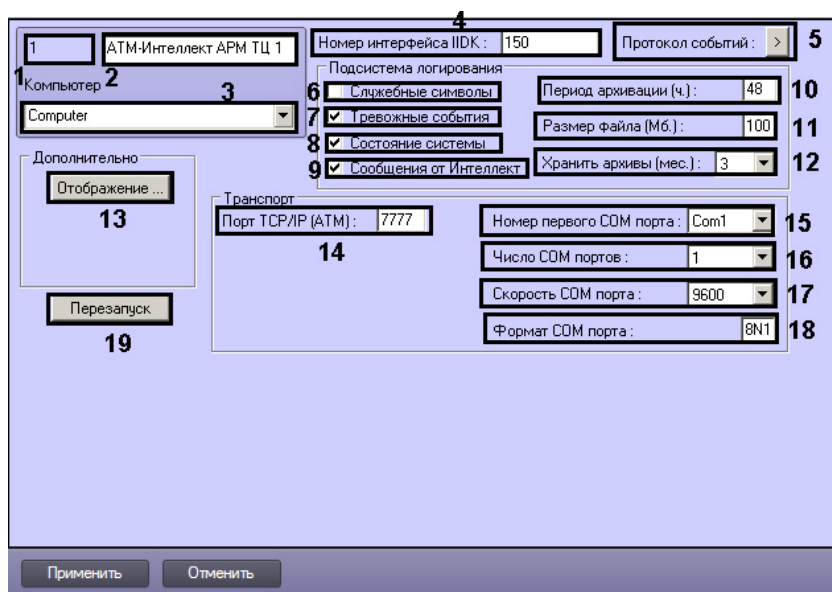 4
1 АТМ-Интеллект АРМ ТЦ 1 Номер интерфейса IIDK : 150 Протокол событий : > 5
1 2 Подсистема логирования
Компьютер 3 6 Служебные символы Период архивации (ч.) : 48 10
Computer 7 Тревожные события Размер файла (Мб.) : 100 11
8 Состояние системы
Дополнительно 9 Сообщения от Интеллект Хранить архивы (мес.) : 3 12
Отображение ... Транспорт
13 Порт TCP/IP (ATM) : 7777 Номер первого COM порта : Com1 15
14 Число COM портов : 1 16
Скорость COM порта : 9600 17
Перезапуск Формат COM порта : 8N1 18
19
Применить Отменить